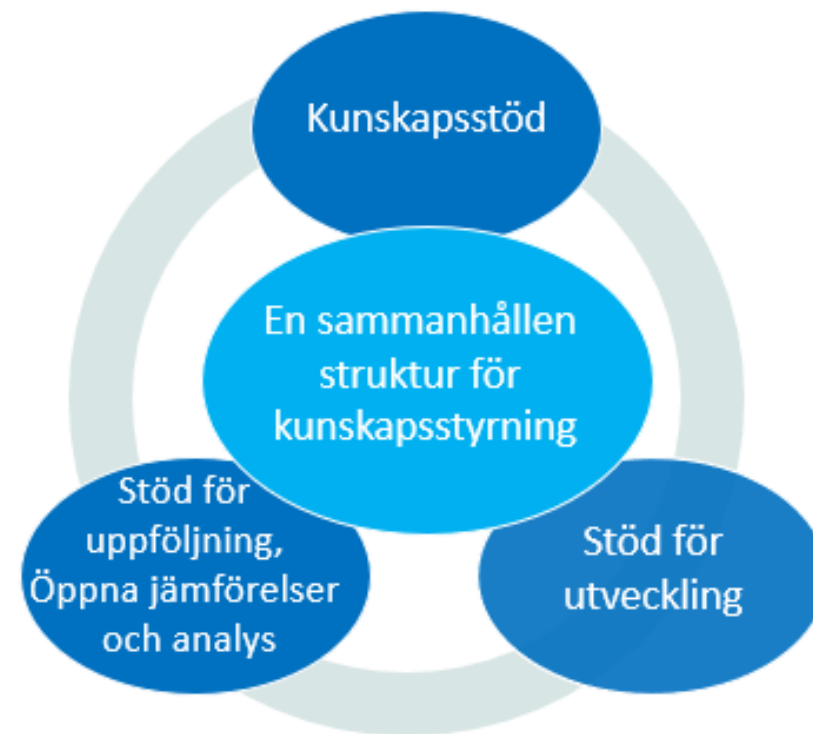 Kunskapsstöd
En sammanhållen
struktur för
kunskapsstyrning
Stöd för
uppföljning,
Öppna jämförelser
och analys
Stöd för
utveckling